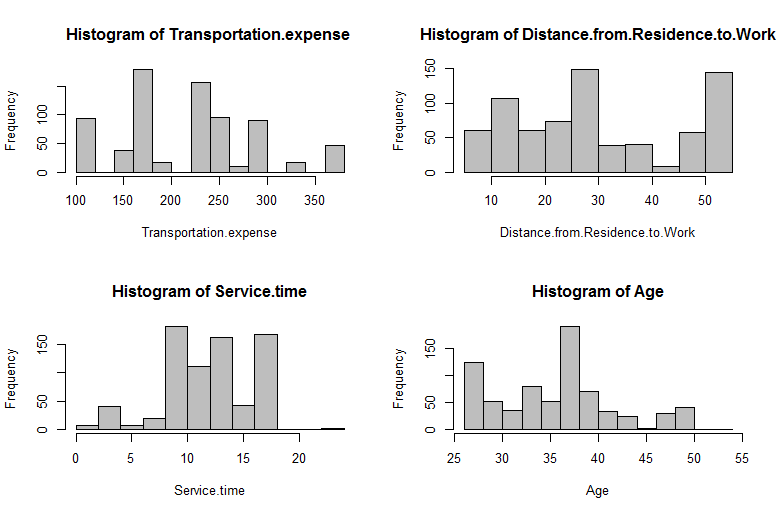 Histogram of Transportation.expense
Frequency
0 50 100
100 150 200 250 300 350
Transportation.expense
Histogram of Distance.from.Residence.to.Work
Frequency
0 50 100 150
10 20 30 40 50
Distance.from.Residence.to.Work
Histogram of Service.time
Frequency
0 50 150
0 5 10 15 20
Service.time
Histogram of Age
Frequency
0 50 150
25 30 35 40 45 50 55
Age